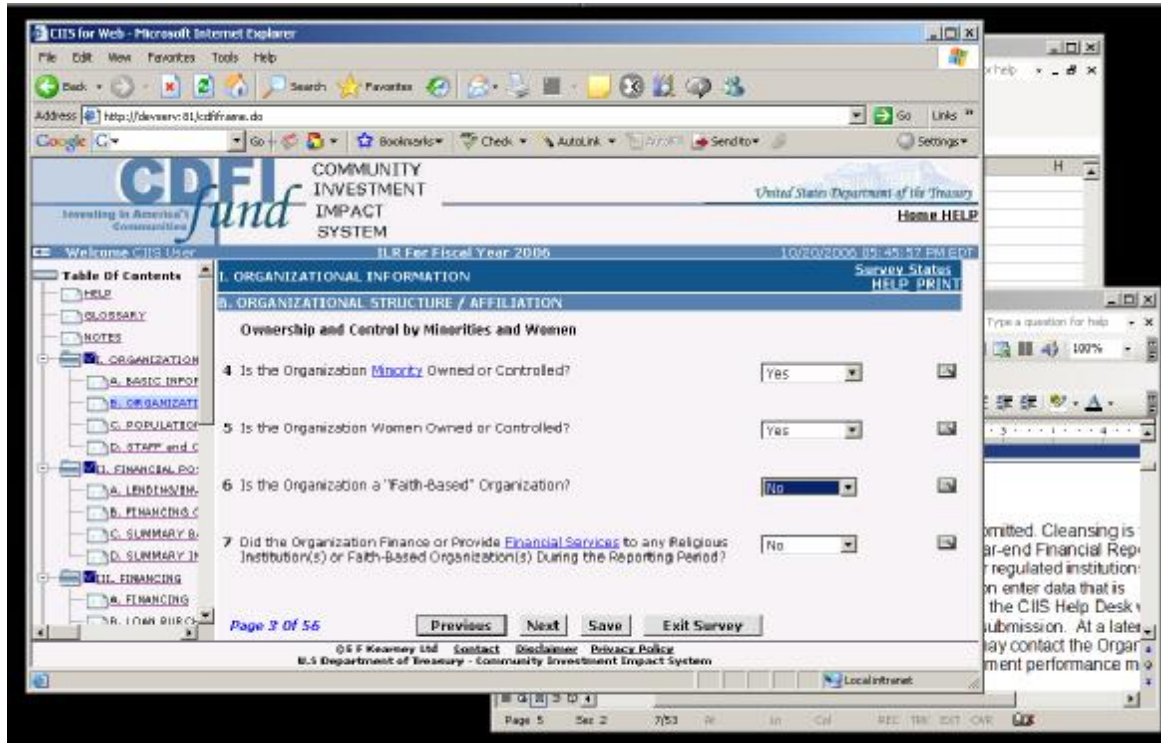 CIIS for Web - Microsoft Internet Explorer
File Edit View Favorites Tools Help
Back Search Favorites
Address http://devserv:81/cdfiframe.do Go Links »
Google G Go Bookmarks Check AutoLink AutoFill Send to Settings
CDFI fund
Investing in America's
Communities
COMMUNITY
INVESTMENT
IMPACT
SYSTEM
United States Department of the Treasury
Home HELP
Welcome CIIS User ILR For Fiscal Year 2006 10/20/2006 05:45:57 PM EDT
Table Of Contents
HELP
GLOSSARY
NOTES
I. ORGANIZATION
A. BASIC INFOR
B. ORGANIZATI
C. POPULATION
D. STAFF and C
II. FINANCIAL PO
A. LENDING/IN
B. FINANCING
C. SUMMARY BA
D. SUMMARY IN
III. FINANCING
A. FINANCING
B. LOAN PURCH
I. ORGANIZATIONAL INFORMATION
Survey Status
HELP PRINT
B. ORGANIZATIONAL STRUCTURE / AFFILIATION
Ownership and Control by Minorities and Women
4 Is the Organization Minority Owned or Controlled? Yes
5 Is the Organization Women Owned or Controlled? Yes
6 Is the Organization a "Faith-Based" Organization? No
7 Did the Organization Finance or Provide Financial Services to any Religious
Institution(s) or Faith-Based Organization(s) During the Reporting Period? No
Page 3 Of 56 Previous Next Save Exit Survey
©S F Kearney Ltd Contact Disclaimer Privacy Policy
U.S Department of Treasury - Community Investment Impact System
Local intranet
H
Type a question for help
100%
omitted. Cleansing is
ar-end Financial Rep
r regulated institution
on enter data that is
the CIIS Help Desk
ubmission. At a later
ay contact the Organ
ment performance m
Page 5 Sec 2 7/53 At Ln Col REC TRK EXT OVR